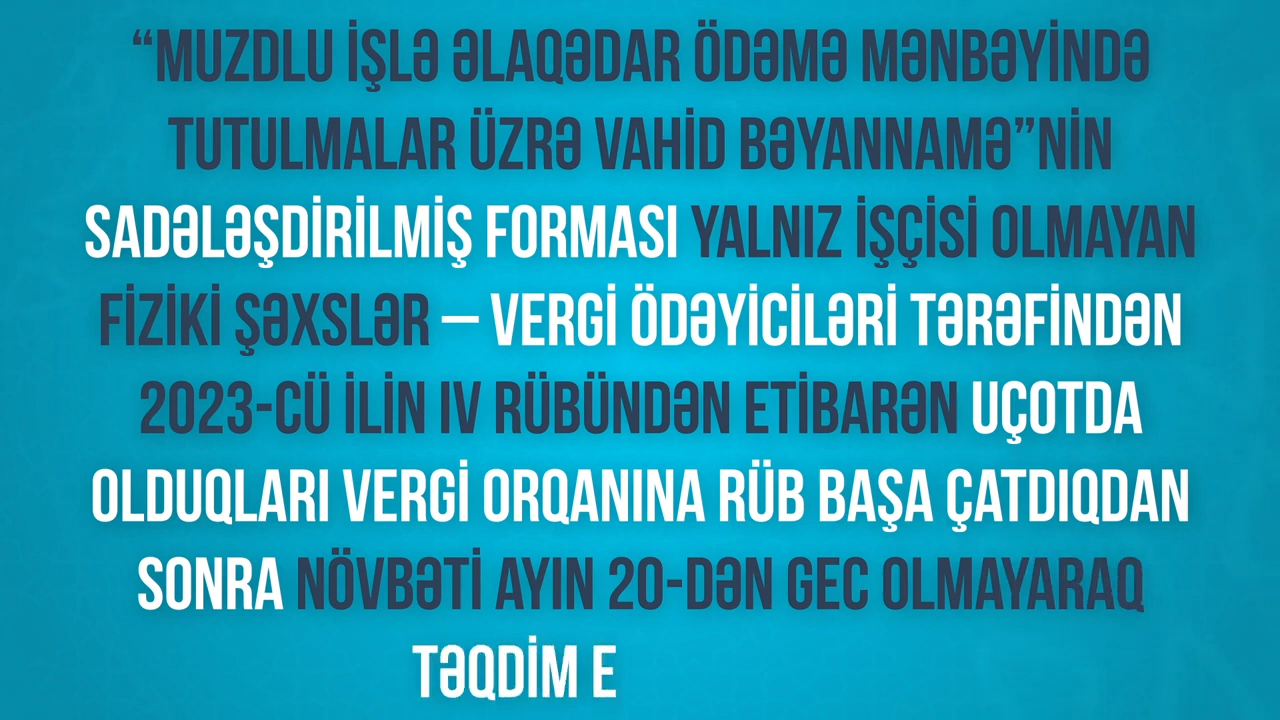 “MUZDLU İŞLƏ ƏLAQƏDAR ÖDƏMƏ MƏNBƏYİNDƏ
TUTULMALAR ÜZRƏ VAHİD BƏYANNAMƏ”NİN
SADƏLƏŞDİRİLMİŞ FORMASI YALNIZ İŞÇİSİ OLMAYAN
FİZİKİ ŞƏXSLƏR – VERGİ ÖDƏYİCİLƏRİ TƏRƏFİNDƏN
2023-CÜ İLİN IV RÜBÜNDƏN ETİBARƏN UÇOTDA
OLDUQLARI VERGİ ORQANINA RÜB BAŞA ÇATDIQDAN
SONRA NÖVBƏTİ AYIN 20-DƏN GEC OLMAYARAQ
TƏQDİM E